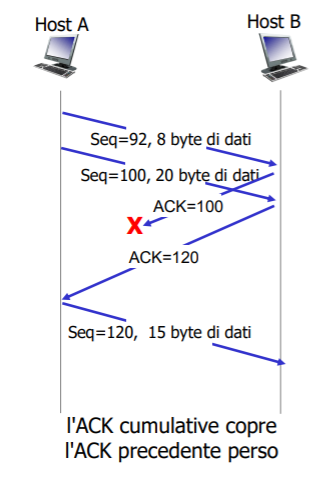 Host A
Host B
Seq=92, 8 byte di dati
Seq=100, 20 byte di dati
ACK=100
X
ACK=120
Seq=120, 15 byte di dati
l'ACK cumulative copre
l'ACK precedente perso